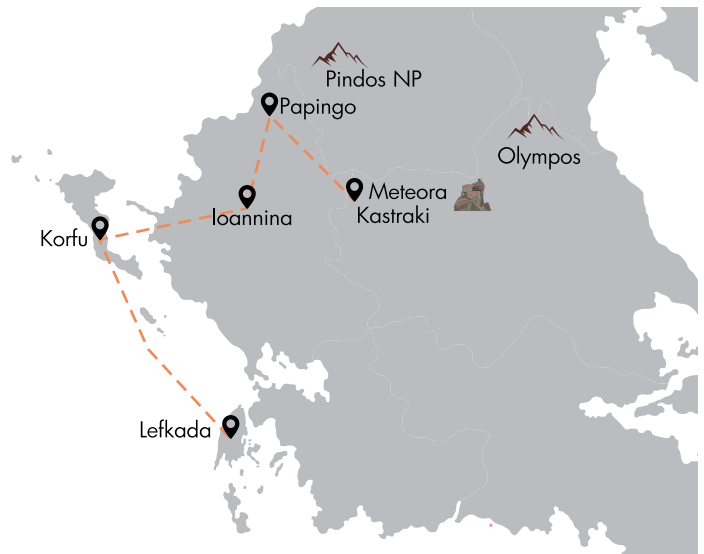 Pindos NP
Papingo
Olympos
Meteora
Kastraki
Ioannina
Korfu
Lefkada